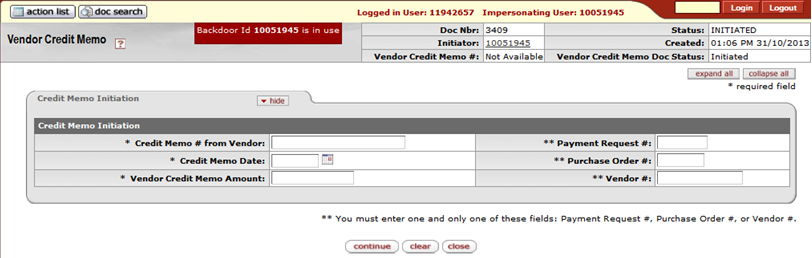 action list doc search Logged in User: 11942657 Impersonating User: 10051945 Login Logout
Vendor Credit Memo ? Backdoor Id 10051945 is in use
Doc Nbr: 3409 Status: INITIATED
Initiator: 10051945 Created: 01:06 PM 31/10/2013
Vendor Credit Memo #: Not Available Vendor Credit Memo Doc Status: Initiated
expand all collapse all
* required field
Credit Memo Initiation hide
Credit Memo Initiation
* Credit Memo # from Vendor: ** Payment Request #:
* Credit Memo Date: ** Purchase Order #:
* Vendor Credit Memo Amount: ** Vendor #:
** You must enter one and only one of these fields: Payment Request #, Purchase Order #, or Vendor #.
continue clear close